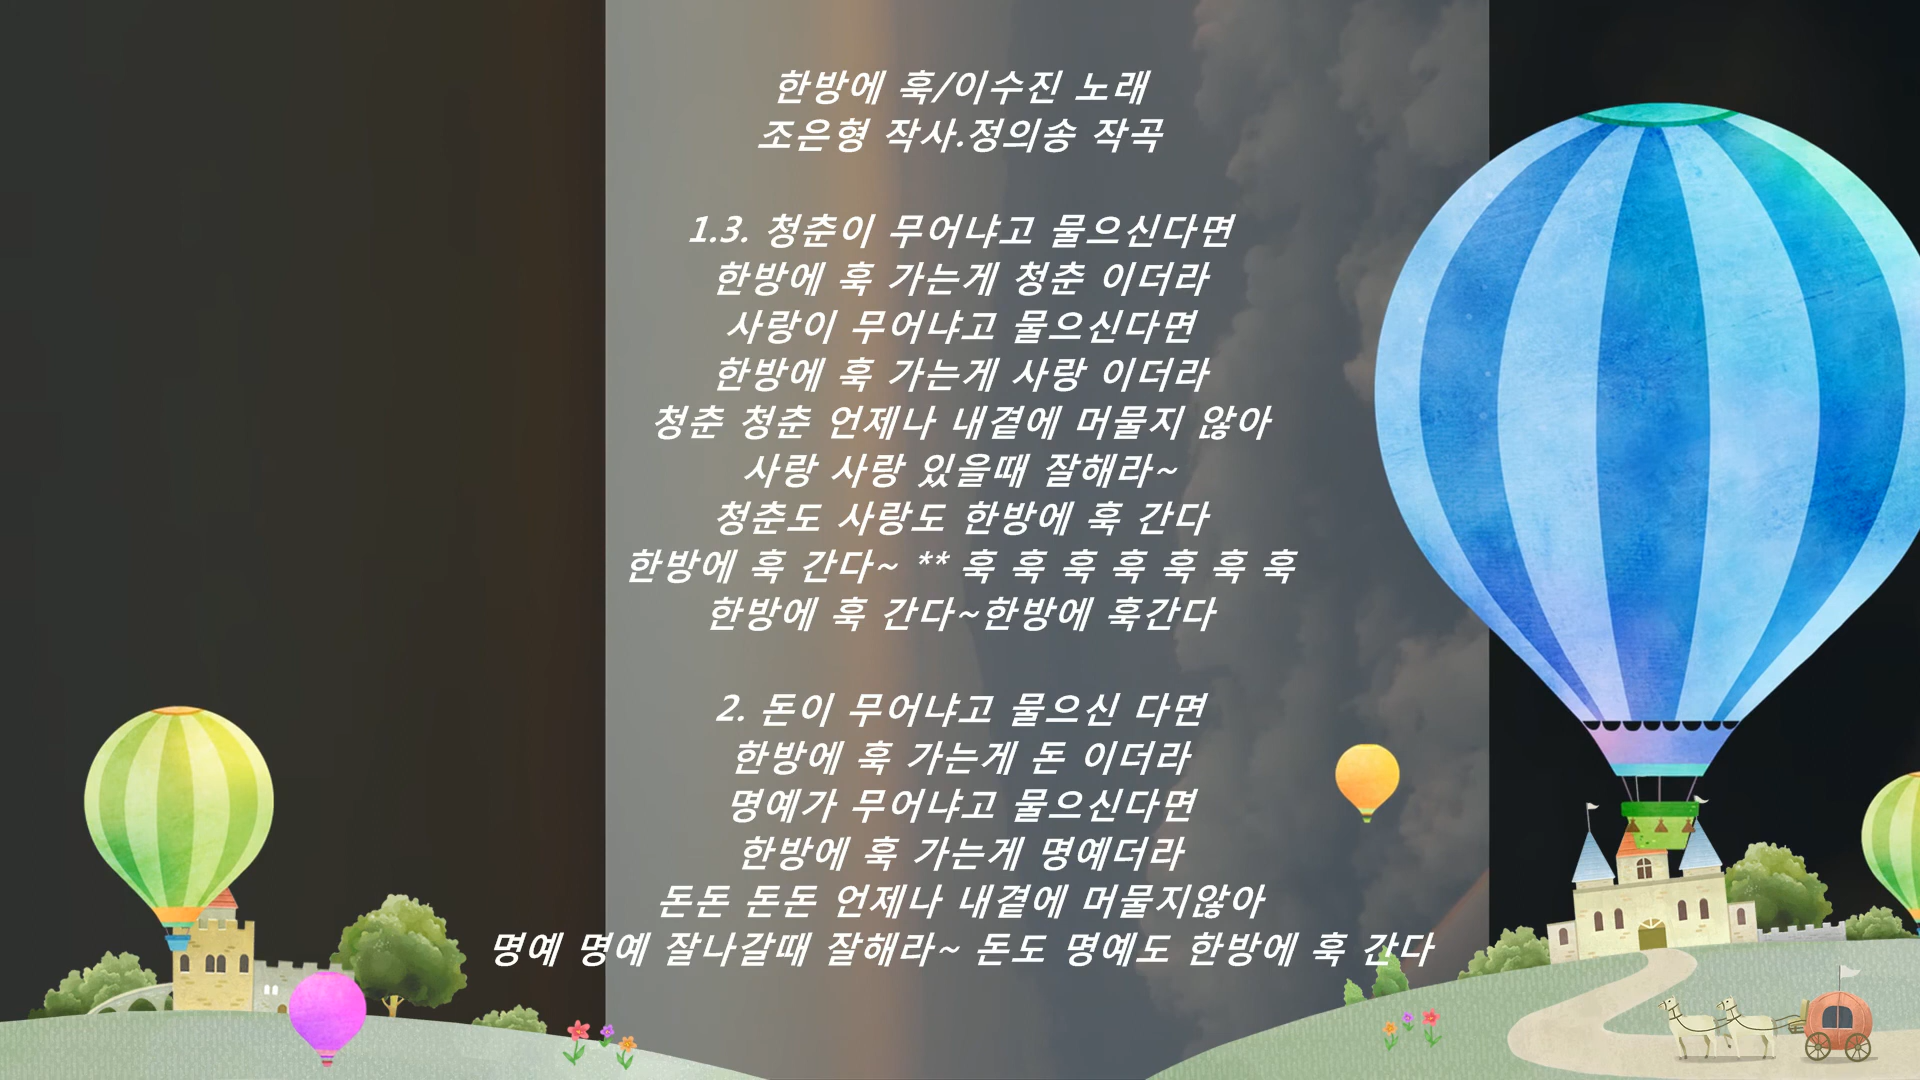 한방에 훅/이수진 노래
조은형 작사.정의송 작곡
1.3. 청춘이 무어냐고 물으신다면
한방에 훅 가는게 청춘 이더라
사랑이 무어냐고 물으신다면
한방에 훅 가는게 사랑 이더라
청춘 청춘 언제나 내곁에 머물지 않아
사랑 사랑 있을때 잘해라~
청춘도 사랑도 한방에 훅 간다
한방에 훅 간다~ ** 훅 훅 훅 훅 훅 훅 훅
한방에 훅 간다~한방에 훅간다
2. 돈이 무어냐고 물으신 다면
한방에 훅 가는게 돈 이더라
명예가 무어냐고 물으신다면
한방에 훅 가는게 명예더라
돈돈 돈돈 언제나 내곁에 머물지않아
명예 명예 잘나갈때 잘해라~ 돈도 명예도 한방에 훅 간다